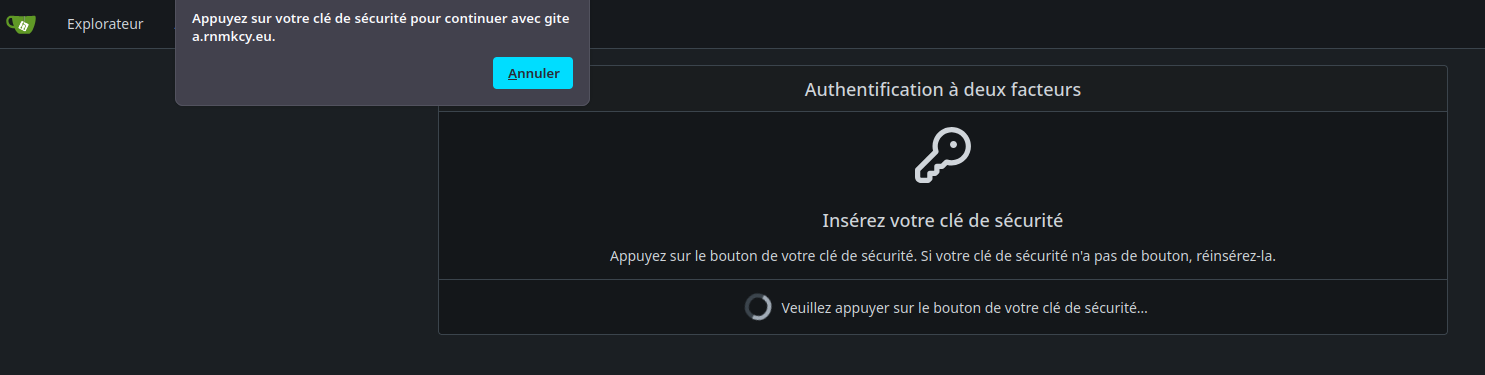 Explorateur
Appuyez sur votre clé de sécurité pour continuer avec gite
a.rnmkcy.eu.
Annuler
Authentification à deux facteurs
Insérez votre clé de sécurité
Appuyez sur le bouton de votre clé de sécurité. Si votre clé de sécurité n'a pas de bouton, réinsérez-la.
Veuillez appuyer sur le bouton de votre clé de sécurité...